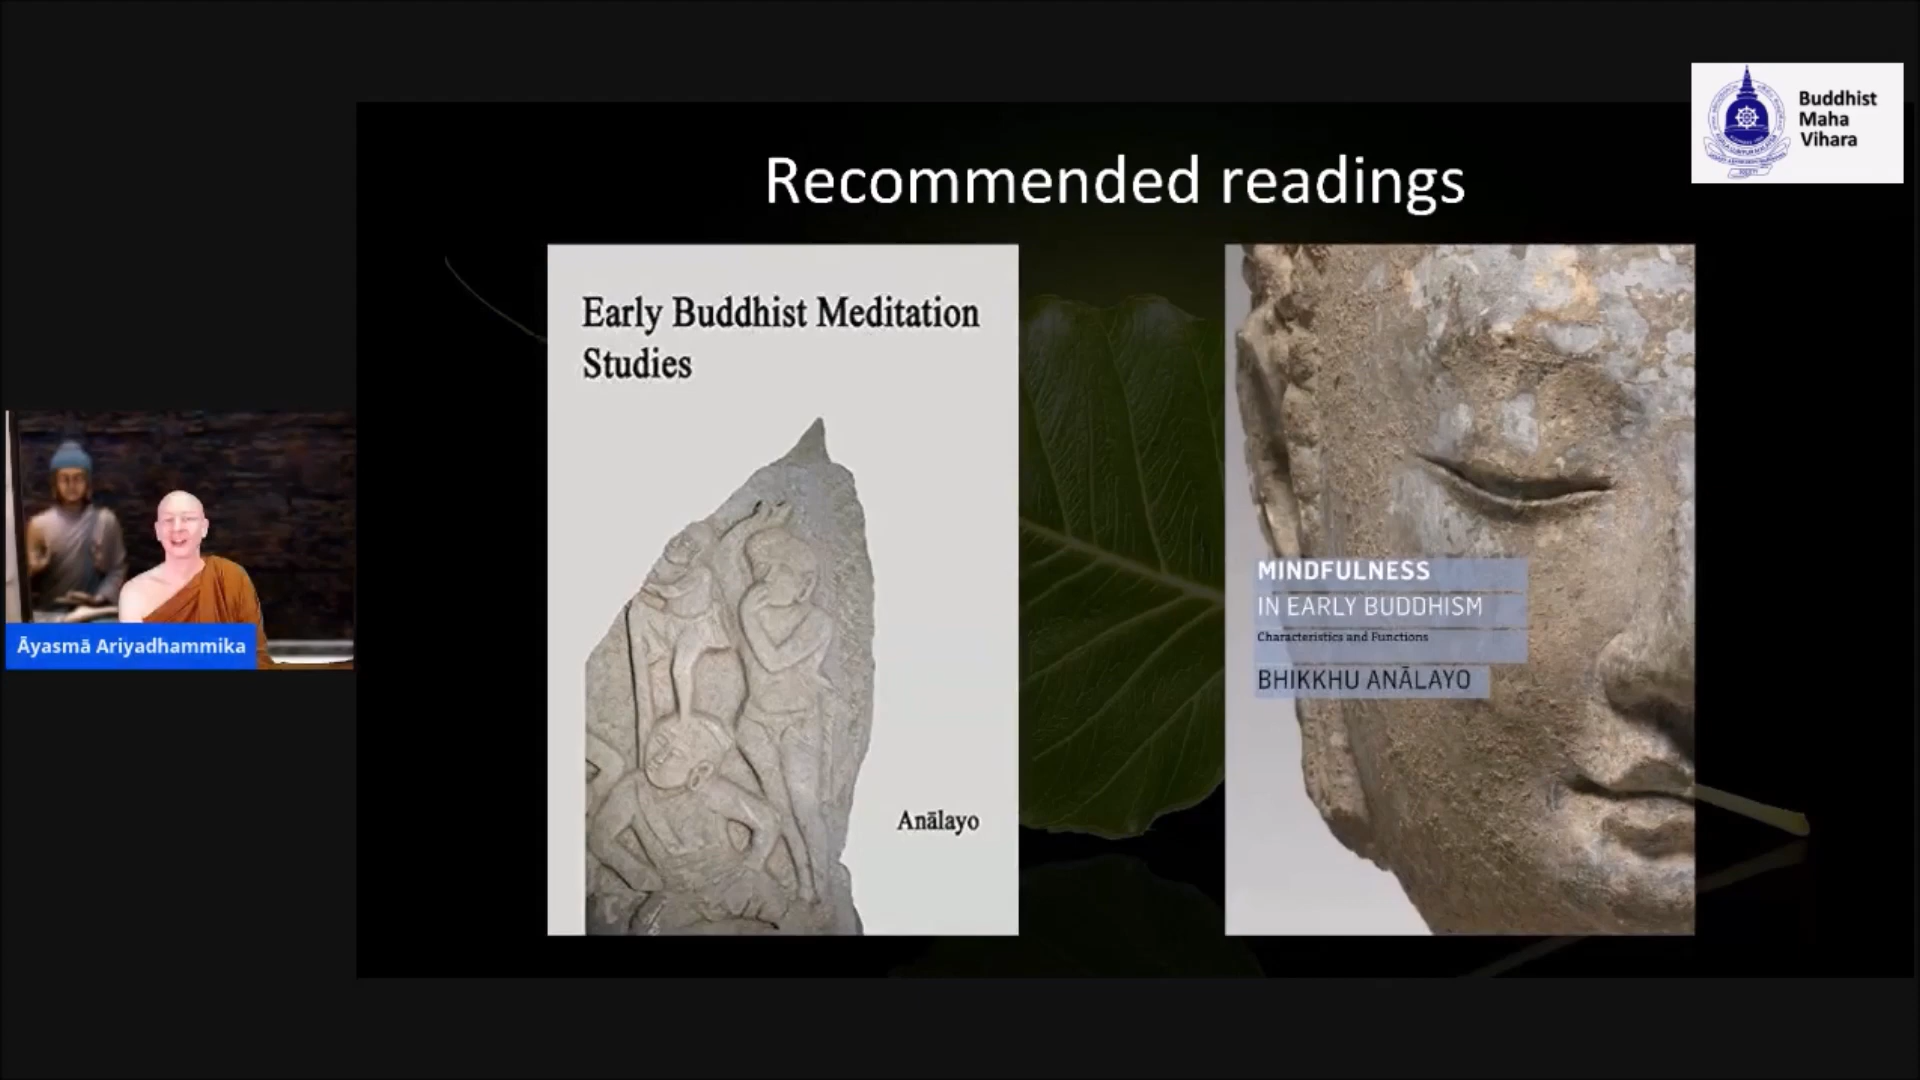 Buddhist
Maha
Vihara
Recommended readings
Early Buddhist Meditation
Studies
Anālayo
MINDFULNESS
IN EARLY BUDDHISM
Characteristics and Functions
BHIKKHU ANĀLAYO
Āyasmā Ariyadhammika